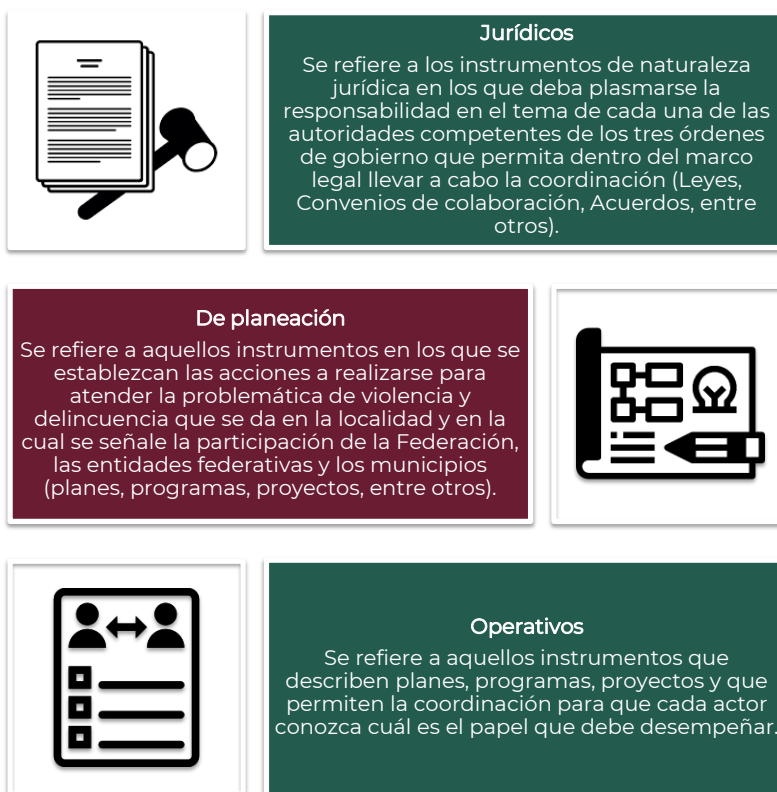 Jurídicos
Se refiere a los instrumentos de naturaleza
jurídica en los que deba plasmarse la
responsabilidad en el tema de cada una de las
autoridades competentes de los tres órdenes
de gobierno que permita dentro del marco
legal llevar a cabo la coordinación (Leyes,
Convenios de colaboración, Acuerdos, entre
otros).
De planeación
Se refiere a aquellos instrumentos en los que se
establezcan las acciones a realizarse para
atender la problemática de violencia y
delincuencia que se da en la localidad y en la
cual se señale la participación de la Federación,
las entidades federativas y los municipios
(planes, programas, proyectos, entre otros).
Operativos
Se refiere a aquellos instrumentos que
describen planes, programas, proyectos y que
permiten la coordinación para que cada actor
conozca cuál es el papel que debe desempeñar.